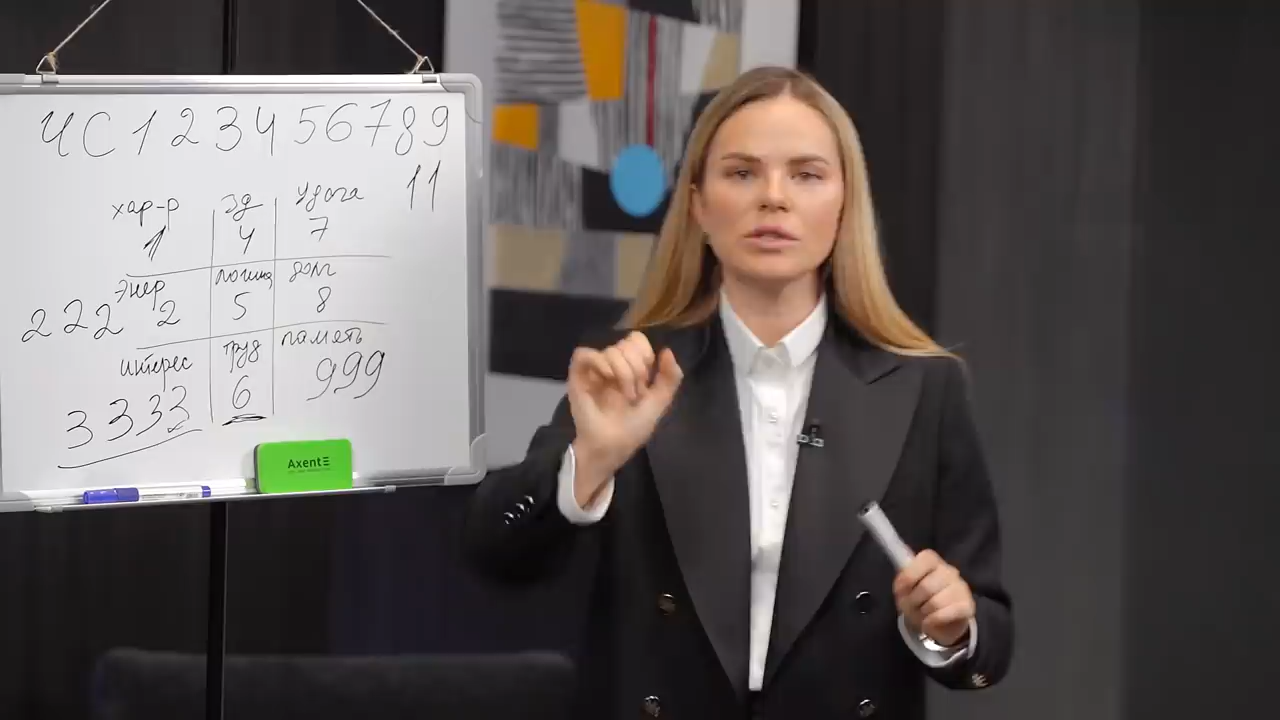 ЧС 1 2 3 4 5 6 7 8 9
11
хар-р зд удача
1 4 7
энер логика долг
222 2 5 8
интерес труд память
3333 6 999
Axent